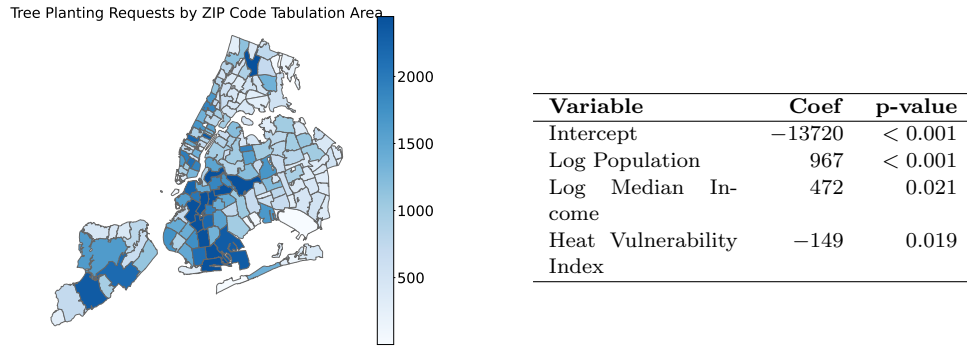 Tree Planting Requests by ZIP Code Tabulation Area
2000
1500
1000
500
Variable Coef p-value
Intercept −13720 < 0.001
Log Population 967 < 0.001
Log Median In- 472 0.021
come
Heat Vulnerability −149 0.019
Index